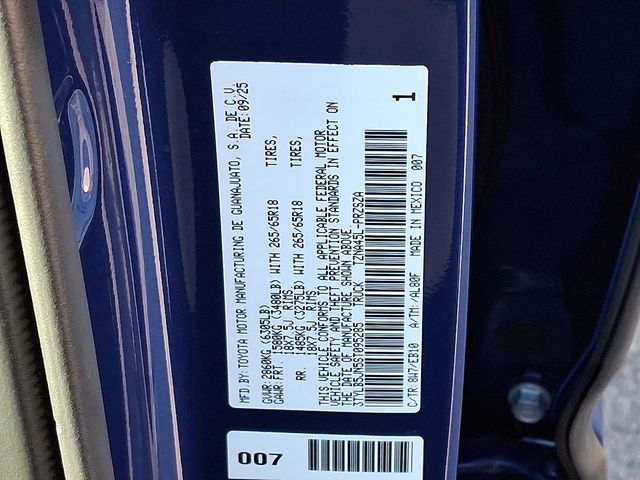 MFD BY: TOYOTA MOTOR MANUFACTURING DE GUANAJUATO, S.A. DE C.V.
DATE: 09/25
GVWR: 2860KG (6305LB)
GAWR: FRT. 1580KG (3480LB) WITH 265/65R18 TIRES,
18X7.5J RIMS
RR. 1485KG (3275LB) WITH 265/65R18 TIRES,
18X7.5J RIMS
THIS VEHICLE CONFORMS TO ALL APPLICABLE FEDERAL MOTOR
VEHICLE SAFETY AND THEFT PREVENTION STANDARDS IN EFFECT ON
THE DATE OF MANUFACTURE SHOWN ABOVE.
3TYLB5JN5ST095285 TRUCK TZNA45L-PRZSZA
C/TR: 8W7/EB10 A/TM: /AL80F MADE IN MEXICO 007
1
007